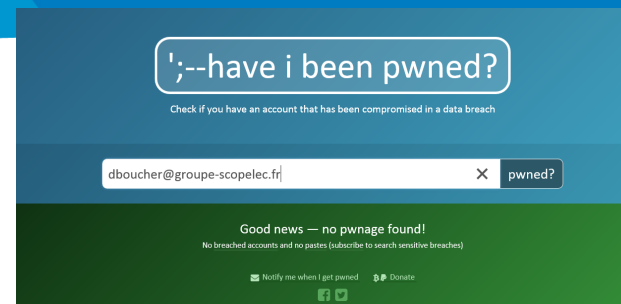 ';--have i been pwned?
Check if you have an account that has been compromised in a data breach
dboucher@groupe-scopelec.fr
pwned?
Good news — no pwnage found!
No breached accounts and no pastes (subscribe to search sensitive breaches)
Notify me when I get pwned Donate